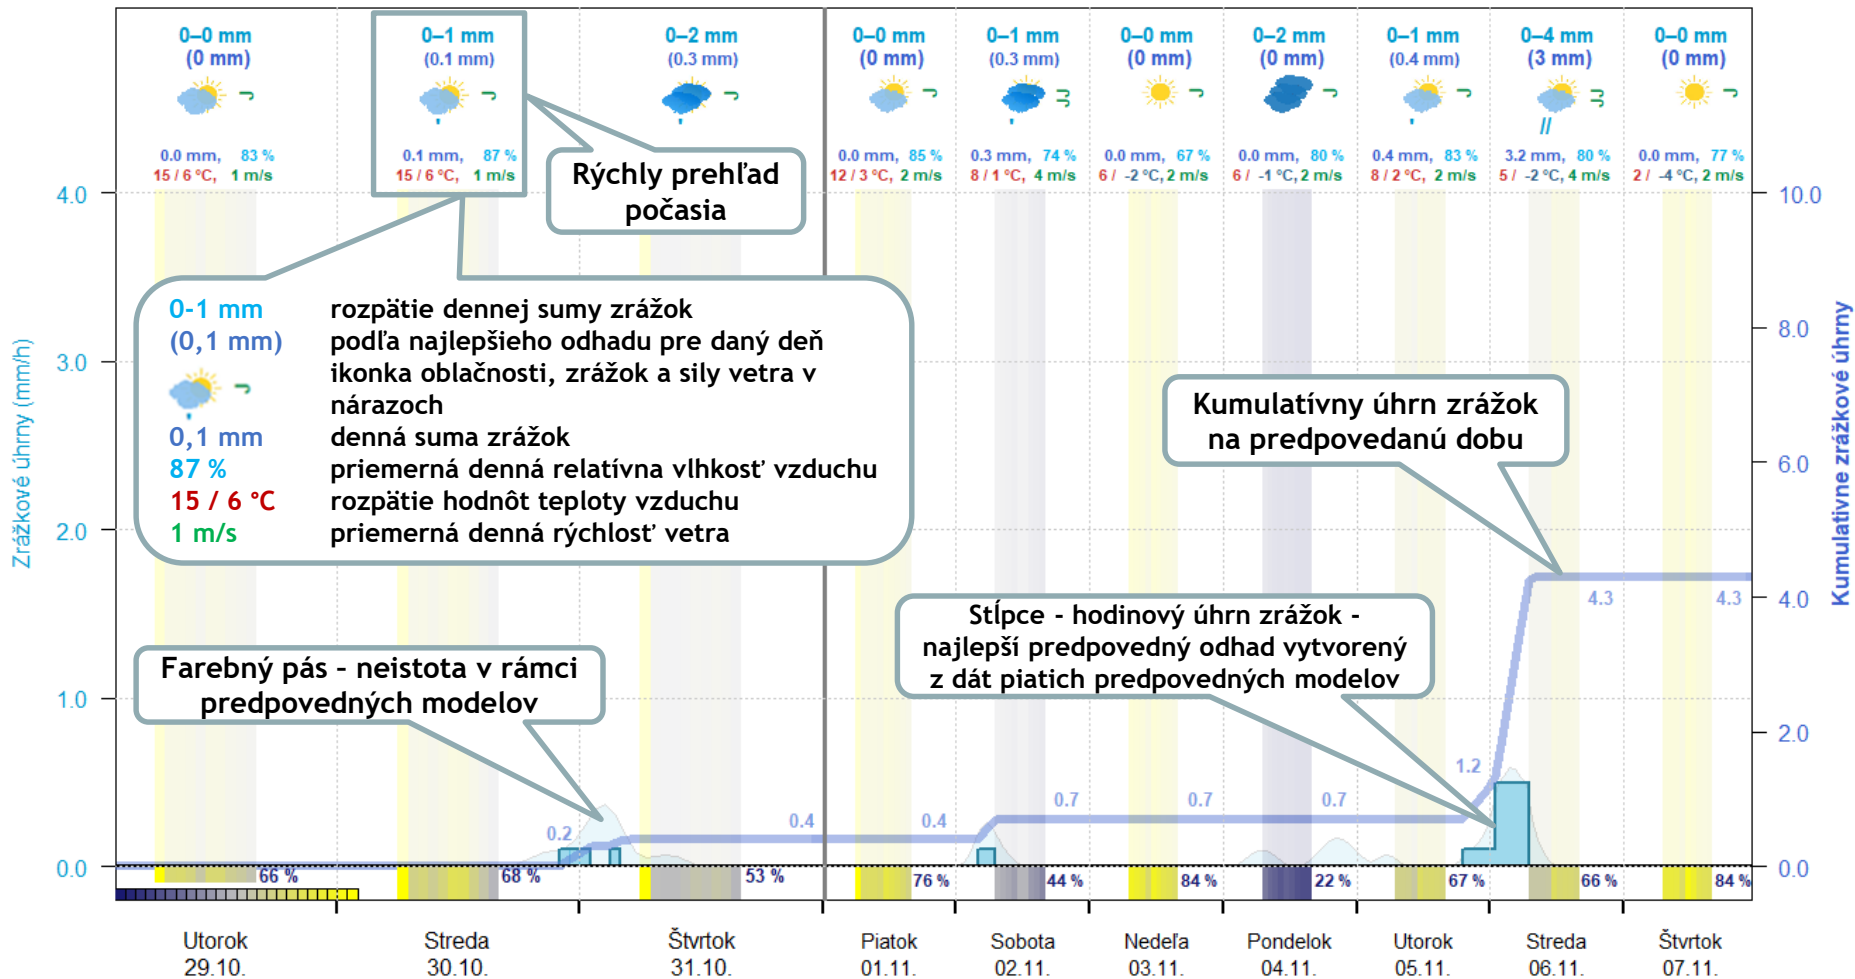 0–0 mm
(0 mm)
0–1 mm
(0.1 mm)
0–2 mm
(0.3 mm)
0–0 mm
(0 mm)
0–1 mm
(0.3 mm)
0–0 mm
(0 mm)
0–2 mm
(0 mm)
0–1 mm
(0.4 mm)
0–4 mm
(3 mm)
0–0 mm
(0 mm)
0.0 mm, 83 %
15 / 6 °C, 1 m/s
0.1 mm, 87 %
15 / 6 °C, 1 m/s
0.0 mm, 85 %
12 / 3 °C, 2 m/s
0.3 mm, 74 %
8 / 1 °C, 4 m/s
0.0 mm, 67 %
6 / -2 °C, 2 m/s
0.0 mm, 80 %
6 / -1 °C, 2 m/s
0.4 mm, 83 %
8 / 2 °C, 2 m/s
3.2 mm, 80 %
5 / -2 °C, 4 m/s
0.0 mm, 77 %
2 / -4 °C, 2 m/s
Rýchly prehľad
počasia
0-1 mm rozpätie dennej sumy zrážok
(0,1 mm) podľa najlepšieho odhadu pre daný deň
ikonka oblačnosti, zrážok a sily vetra v
nárazoch
0,1 mm denná suma zrážok
87 % priemerná denná relatívna vlhkosť vzduchu
15 / 6 °C rozpätie hodnôt teploty vzduchu
1 m/s priemerná denná rýchlosť vetra
Kumulatívny úhrn zrážok
na predpovedanú dobu
Stĺpce - hodinový úhrn zrážok -
najlepší predpovedný odhad vytvorený
z dát piatich predpovedných modelov
Farebný pás - neistota v rámci
predpovedných modelov
Zrážkové úhrny (mm/h)
4.0
3.0
2.0
1.0
0.0
Kumulatívne zrážkové úhrny
10.0
8.0
6.0
4.0
2.0
0.0
0.2
0.4
0.4
0.7
0.7
0.7
1.2
4.3
4.3
66 %
68 %
53 %
76 %
44 %
84 %
22 %
67 %
66 %
84 %
Utorok
29.10.
Streda
30.10.
Štvrtok
31.10.
Piatok
01.11.
Sobota
02.11.
Nedeľa
03.11.
Pondelok
04.11.
Utorok
05.11.
Streda
06.11.
Štvrtok
07.11.